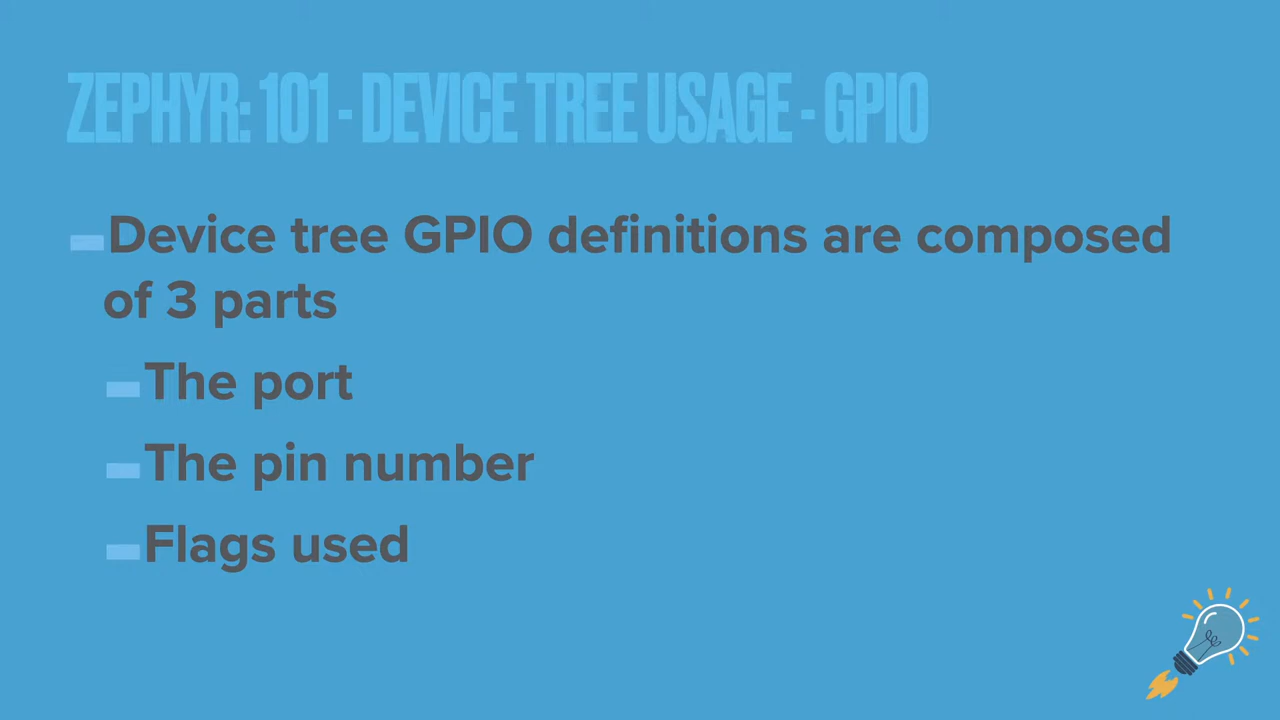 ZEPHYR: 101 - DEVICE TREE USAGE - GPIO
Device tree GPIO definitions are composed
of 3 parts
The port
The pin number
Flags used